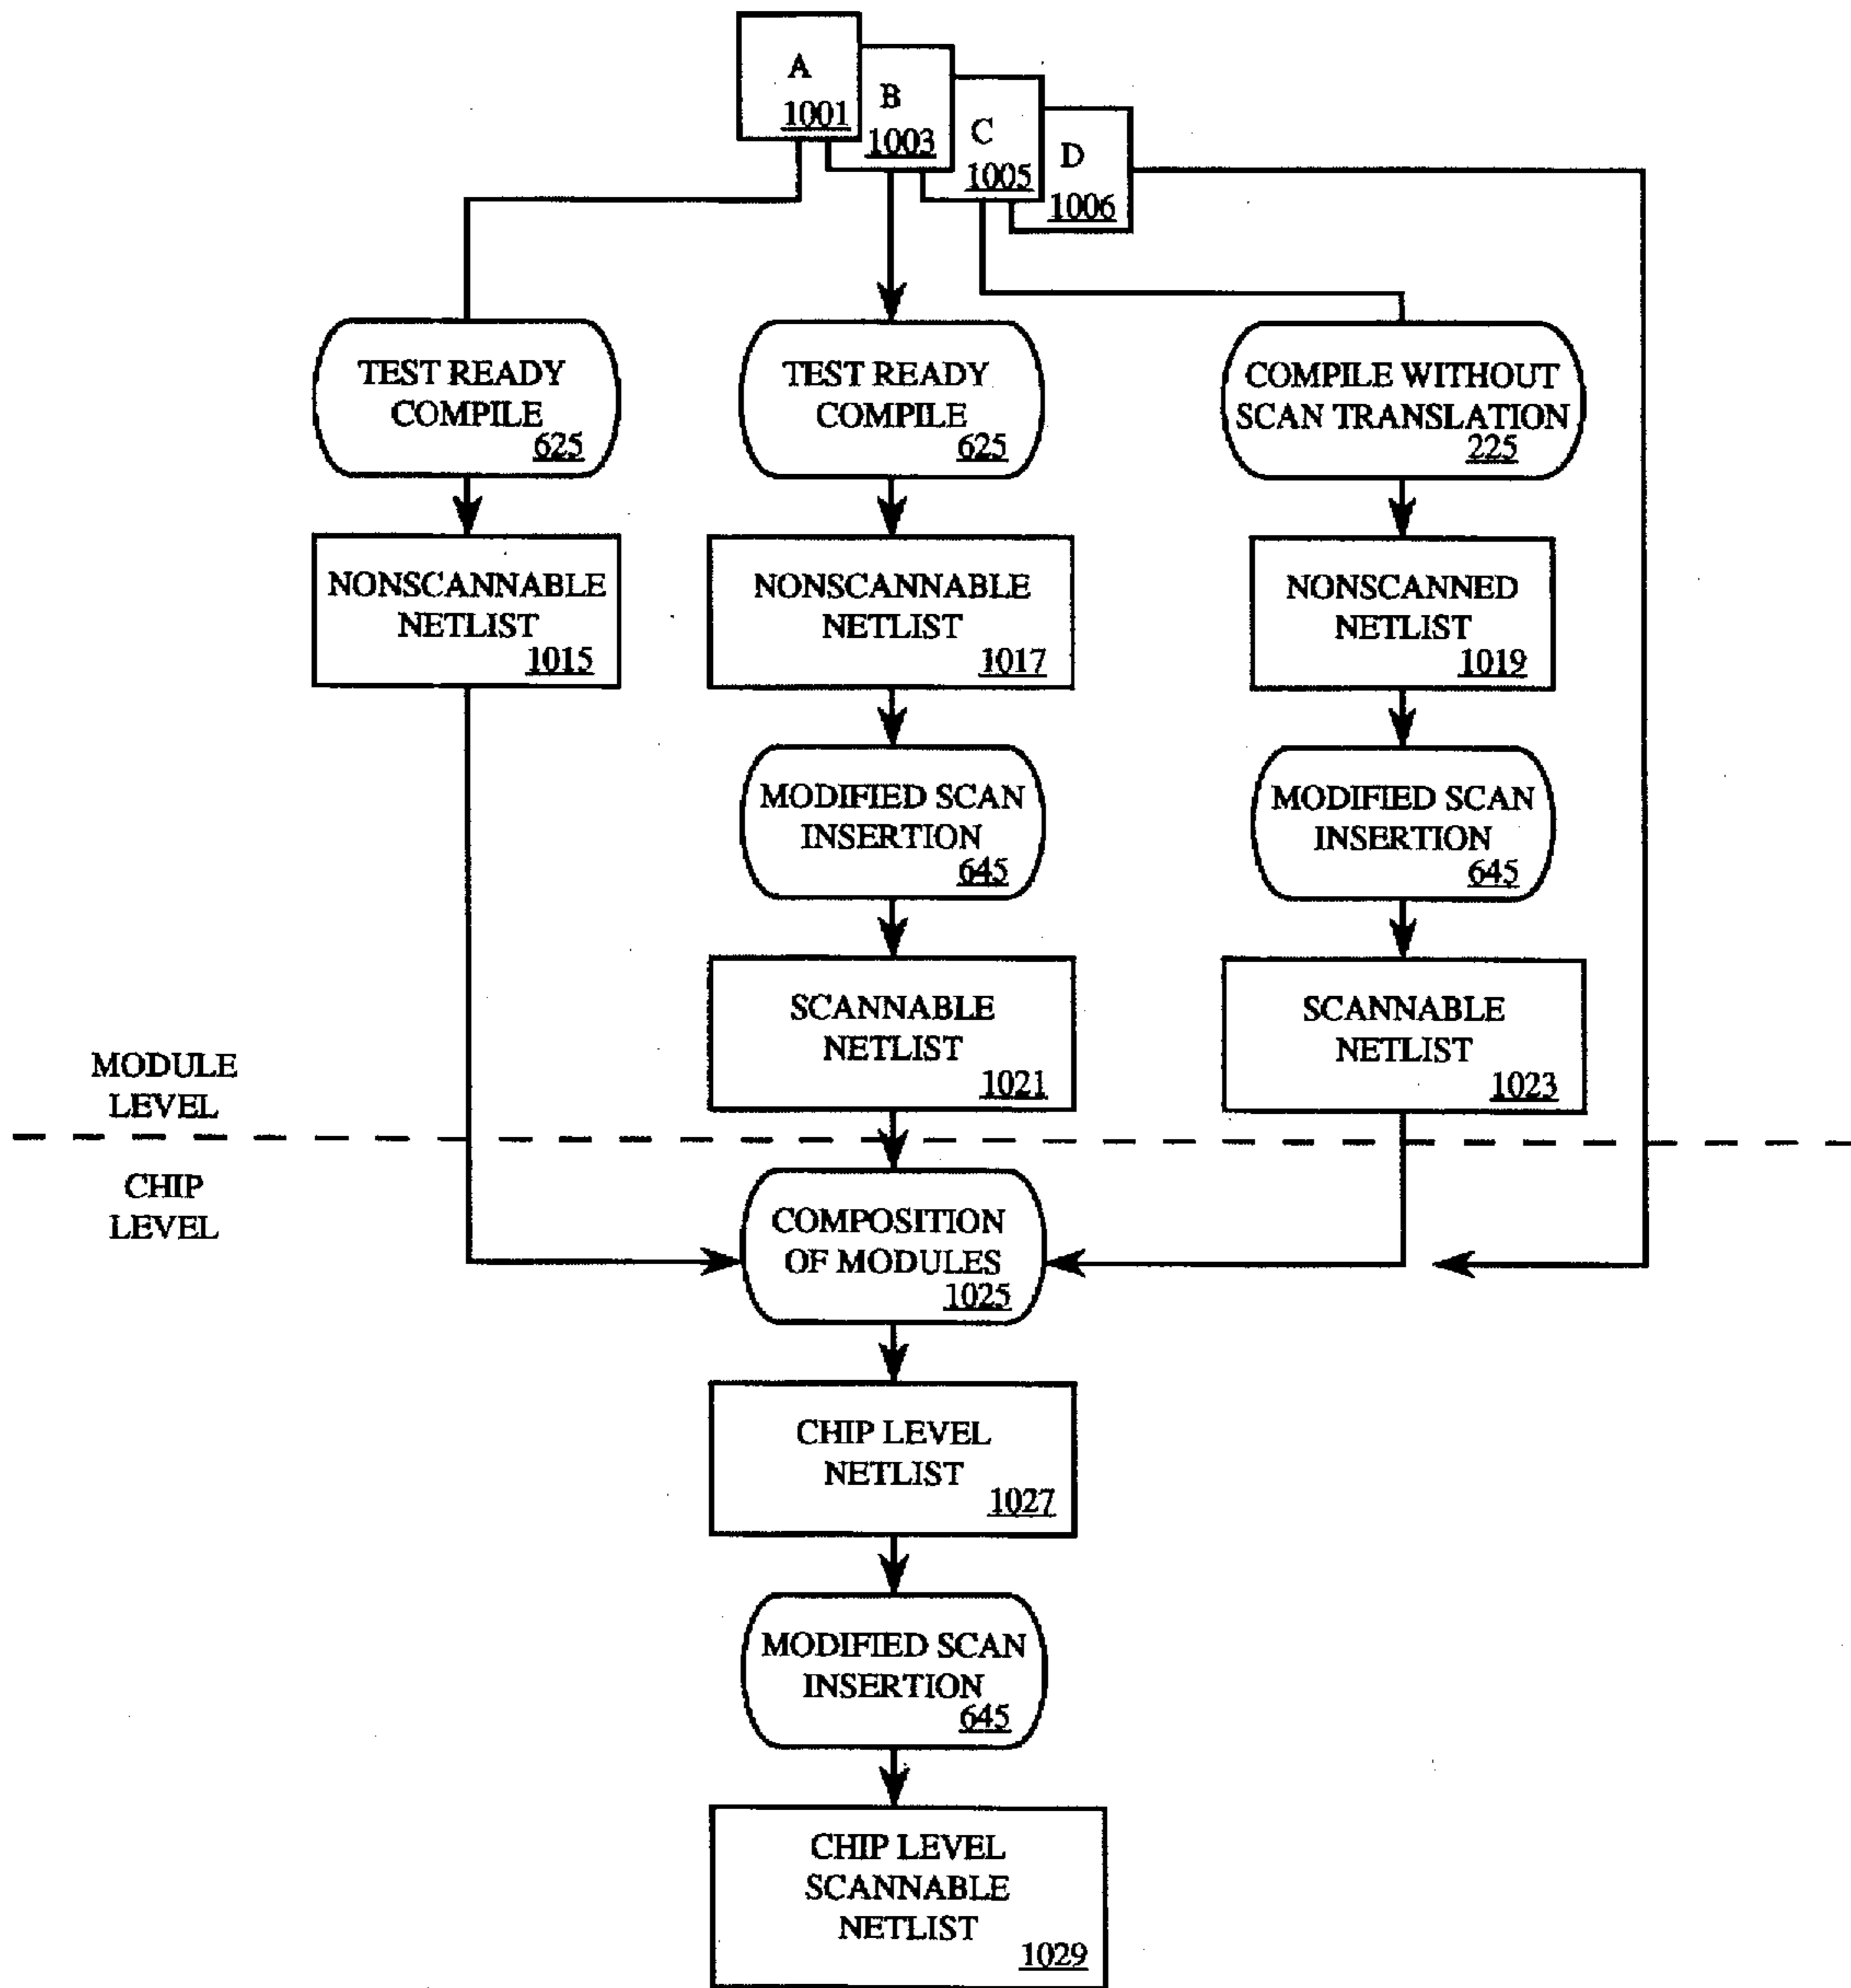 A
1001
B
1003
C
1005
D
1006
TEST READY
COMPILE
625
TEST READY
COMPILE
625
COMPILE WITHOUT
SCAN TRANSLATION
225
NONSCANNABLE
NETLIST
1015
NONSCANNABLE
NETLIST
1017
NONSCANNED
NETLIST
1019
MODIFIED SCAN
INSERTION
645
MODIFIED SCAN
INSERTION
645
SCANNABLE
NETLIST
1021
SCANNABLE
NETLIST
1023
MODULE
LEVEL
CHIP
LEVEL
COMPOSITION
OF MODULES
1025
CHIP LEVEL
NETLIST
1027
MODIFIED SCAN
INSERTION
645
CHIP LEVEL
SCANNABLE
NETLIST
1029